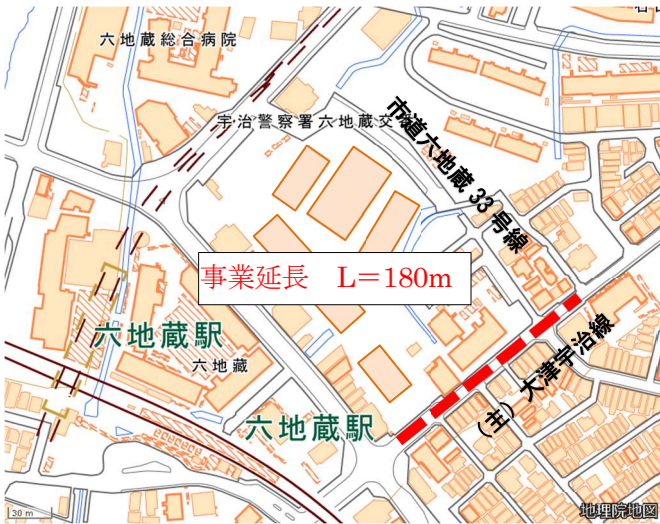 六地蔵総合病院
宇治警察署六地蔵交
市道六地蔵33号線
事業延長　L＝180m
六地蔵駅
六地藏
六地蔵駅
（主）大津宇治線
30 m
地理院地図